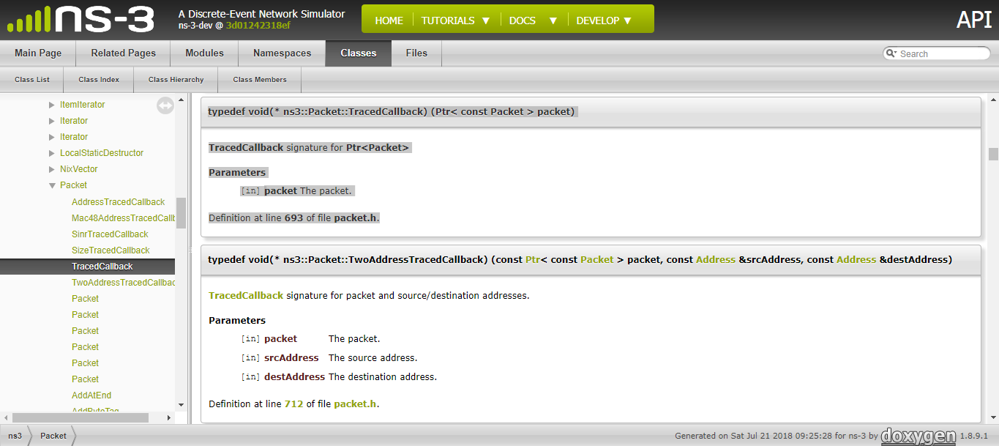 NS-3
A Discrete-Event Network Simulator
ns-3-dev @ 3d01242318ef
HOME TUTORIALS ▼ DOCS ▼ DEVELOP ▼
API
Main Page Related Pages Modules Namespaces Classes Files
Search
Class List Class Index Class Hierarchy Class Members
ItemIterator
Iterator
Iterator
LocalStaticDestructor
NixVector
Packet
AddressTracedCallback
Mac48AddressTracedCallb
SinrTracedCallback
SizeTracedCallback
TracedCallback
TwoAddressTracedCallbac
Packet
Packet
Packet
Packet
Packet
Packet
AddAtEnd
AddByteTag
typedef void(* ns3::Packet::TracedCallback) (Ptr< const Packet > packet)
TracedCallback signature for Ptr<Packet>
Parameters
[in] packet The packet.
Definition at line 693 of file packet.h.
typedef void(* ns3::Packet::TwoAddressTracedCallback) (const Ptr< const Packet > packet, const Address &srcAddress, const Address &destAddress)
TracedCallback signature for packet and source/destination addresses.
Parameters
[in] packet The packet.
[in] srcAddress The source address.
[in] destAddress The destination address.
Definition at line 712 of file packet.h.
ns3 Packet
Generated on Sat Jul 21 2018 09:25:28 for ns-3 by doxygen 1.8.9.1